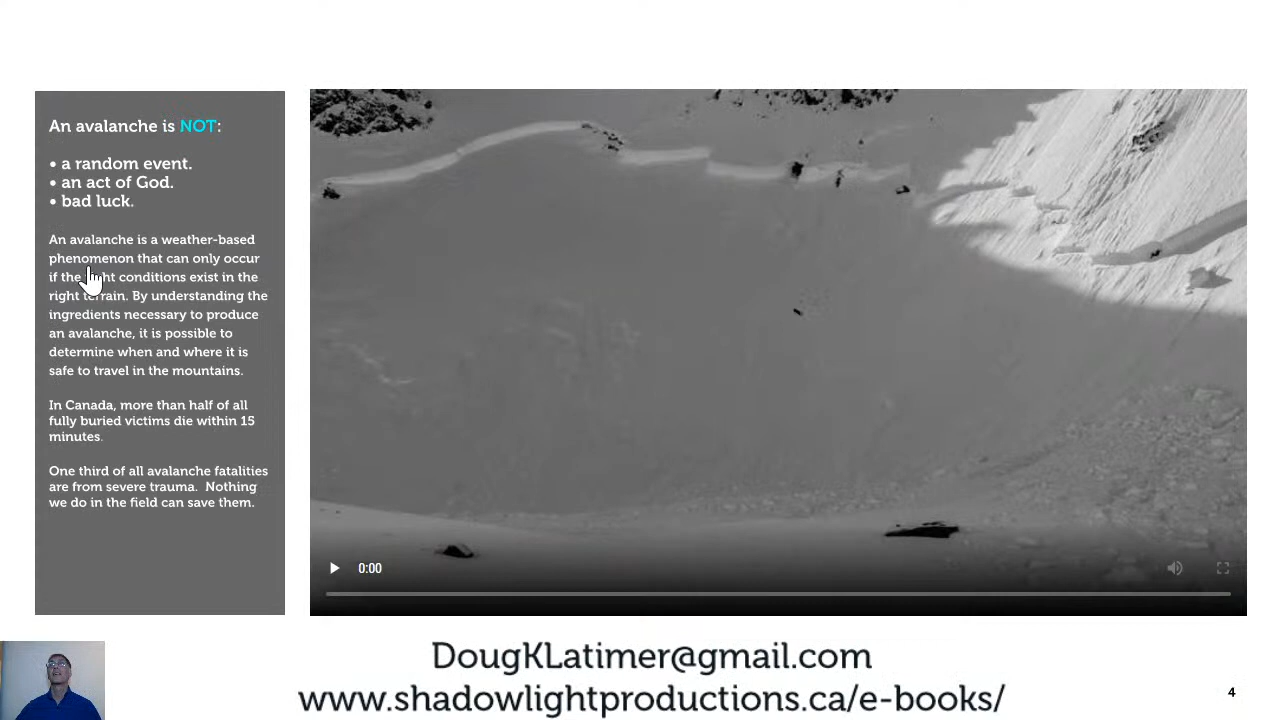 An avalanche is NOT:
• a random event.
• an act of God.
• bad luck.
An avalanche is a weather-based
phenomenon that can only occur
if the right conditions exist in the
right terrain. By understanding the
ingredients necessary to produce
an avalanche, it is possible to
determine when and where it is
safe to travel in the mountains.
In Canada, more than half of all
fully buried victims die within 15
minutes.
One third of all avalanche fatalities
are from severe trauma.  Nothing
we do in the field can save them.
0:00
DougKLatimer@gmail.com
www.shadowlightproductions.ca/e-books/
4